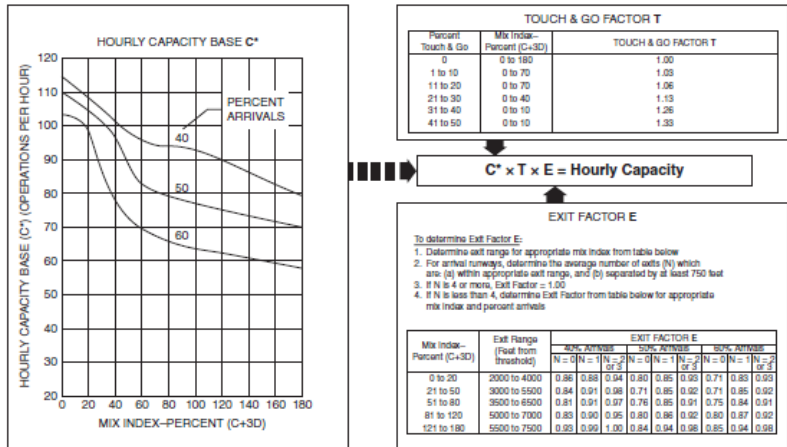 HOURLY CAPACITY BASE C*
120
110
100
90
80
70
60
50
40
30
20
HOURLY CAPACITY BASE (C*) (OPERATIONS PER HOUR)
PERCENT
ARRIVALS
40
50
60
0 20 40 60 80 100 120 140 160 180
MIX INDEX–PERCENT (C+3D)
TOUCH & GO FACTOR T
Percent Touch & Go Mix Index– Percent (C+3D) TOUCH & GO FACTOR T
0 0 to 180 1.00
1 to 10 0 to 70 1.03
11 to 20 0 to 70 1.06
21 to 30 0 to 40 1.13
31 to 40 0 to 10 1.26
41 to 50 0 to 10 1.33
C* × T × E = Hourly Capacity
EXIT FACTOR E
To determine Exit Factor E:
1. Determine exit range for appropriate mix index from table below
2. For arrival runways, determine the average number of exits (N) which
are: (a) within appropriate exit range, and (b) separated by at least 750 feet
3. If N is 4 or more, Exit Factor = 1.00
4. If N is less than 4, determine Exit Factor from table below for appropriate
mix index and percent arrivals
Mix Index– Percent (C+3D) Exit Range (Feet from threshold) EXIT FACTOR E
40% Arrivals 50% Arrivals 60% Arrivals
N = 0 N = 1 N = 2 or 3 N = 0 N = 1 N = 2 or 3 N = 0 N = 1 N = 2 or 3
0 to 20 2000 to 4000 0.86 0.88 0.94 0.80 0.85 0.93 0.71 0.83 0.93
21 to 50 3000 to 5500 0.84 0.91 0.98 0.71 0.85 0.92 0.71 0.85 0.92
51 to 80 3500 to 6500 0.81 0.91 0.97 0.76 0.85 0.91 0.75 0.84 0.91
81 to 120 5000 to 7000 0.83 0.90 0.95 0.80 0.86 0.92 0.80 0.87 0.92
121 to 180 5500 to 7500 0.93 0.99 1.00 0.84 0.94 0.98 0.85 0.94 0.98